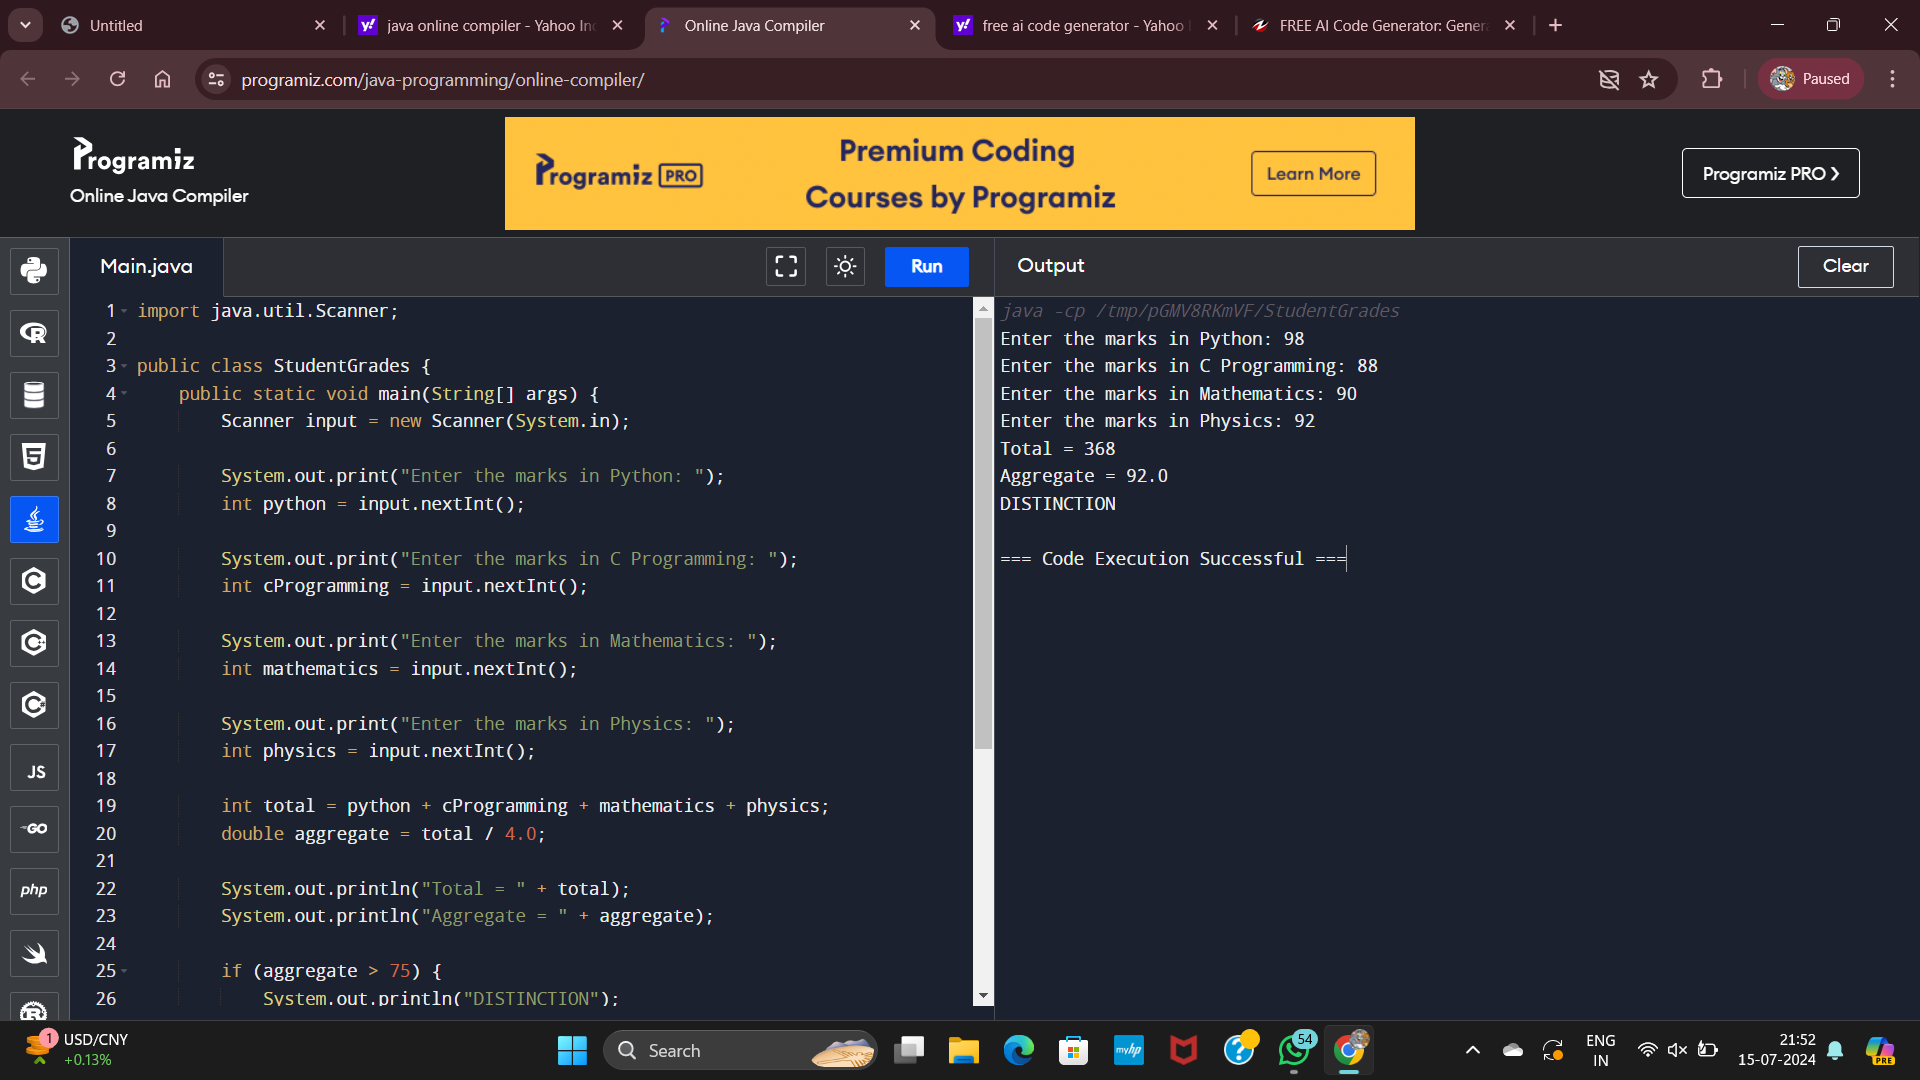 Untitled
java online compiler - Yahoo In
Online Java Compiler
free ai code generator - Yahoo
FREE AI Code Generator: Gener
programiz.com/java-programming/online-compiler/
Paused
Programiz
Online Java Compiler
Programiz PRO
Premium Coding
Courses by Programiz
Learn More
Programiz PRO ❯
Main.java
Run
Output
Clear
1 import java.util.Scanner;
2
3 public class StudentGrades {
4 public static void main(String[] args) {
5 Scanner input = new Scanner(System.in);
6
7 System.out.print("Enter the marks in Python: ");
8 int python = input.nextInt();
9
10 System.out.print("Enter the marks in C Programming: ");
11 int cProgramming = input.nextInt();
12
13 System.out.print("Enter the marks in Mathematics: ");
14 int mathematics = input.nextInt();
15
16 System.out.print("Enter the marks in Physics: ");
17 int physics = input.nextInt();
18
19 int total = python + cProgramming + mathematics + physics;
20 double aggregate = total / 4.0;
21
22 System.out.println("Total = " + total);
23 System.out.println("Aggregate = " + aggregate);
24
25 if (aggregate > 75) {
26 System.out.println("DISTINCTION");
java -cp /tmp/pGMV8RKmVF/StudentGrades
Enter the marks in Python: 98
Enter the marks in C Programming: 88
Enter the marks in Mathematics: 90
Enter the marks in Physics: 92
Total = 368
Aggregate = 92.0
DISTINCTION
=== Code Execution Successful ===
JS
GO
php
1
USD/CNY
+0.13%
Search
myhp
54
ENG
IN
21:52
15-07-2024
PRE